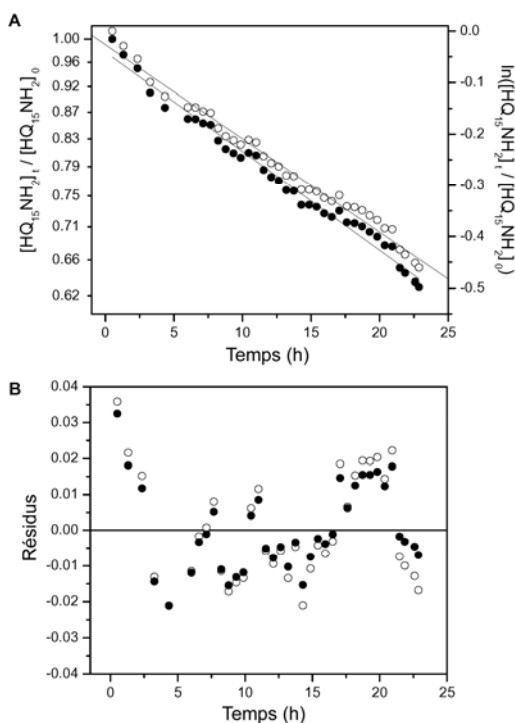 A
[HQ₁₅NH₂]ₜ / [HQ₁₅NH₂]₀
1.00
0.96
0.92
0.87
0.83
0.79
0.75
0.71
0.66
0.62
0.0
-0.1
-0.2
-0.3
-0.4
-0.5
ln([HQ₁₅NH₂]ₜ / [HQ₁₅NH₂]₀)
0 5 10 15 20 25
Temps (h)
B
Résidus
0.04
0.03
0.02
0.01
0.00
-0.01
-0.02
-0.03
-0.04
0 5 10 15 20 25
Temps (h)